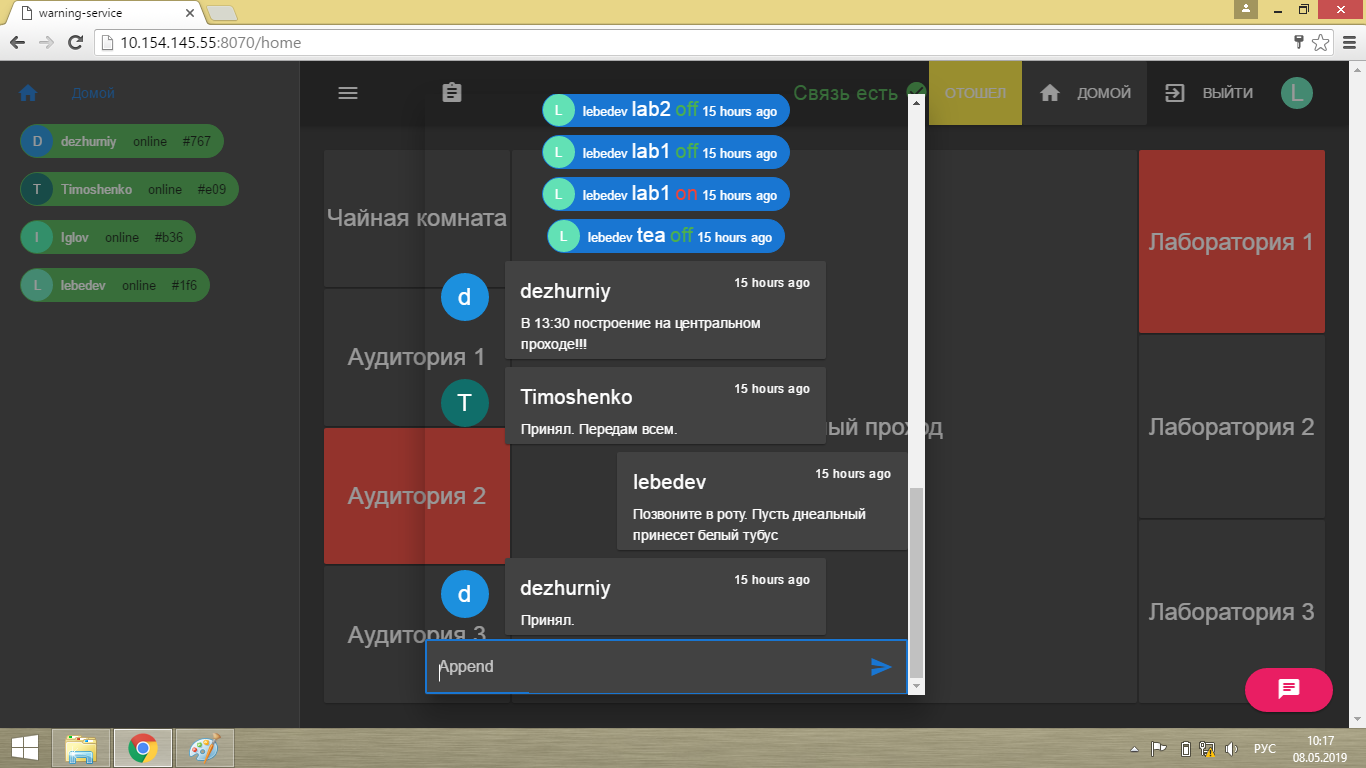 warning-service
10.154.145.55:8070/home
Домой
D dezhurniy online #767
T Timoshenko online #e09
I Iglov online #b36
L lebedev online #1f6
Связь есть
ОТОШЕЛ
ДОМОЙ
ВЫЙТИ
L
L lebedev lab2 off 15 hours ago
L lebedev lab1 off 15 hours ago
L lebedev lab1 on 15 hours ago
L lebedev tea off 15 hours ago
d
dezhurniy 15 hours ago
В 13:30 построение на центральном
проходе!!!
T
Timoshenko 15 hours ago
Принял. Передам всем.
lebedev 15 hours ago
Позвоните в роту. Пусть днеальный
принесет белый тубус
d
dezhurniy 15 hours ago
Принял.
Append
Чайная комната
Аудитория 1
Аудитория 2
Аудитория 3
ный проход
Лаборатория 1
Лаборатория 2
Лаборатория 3
РУС
10:17
08.05.2019